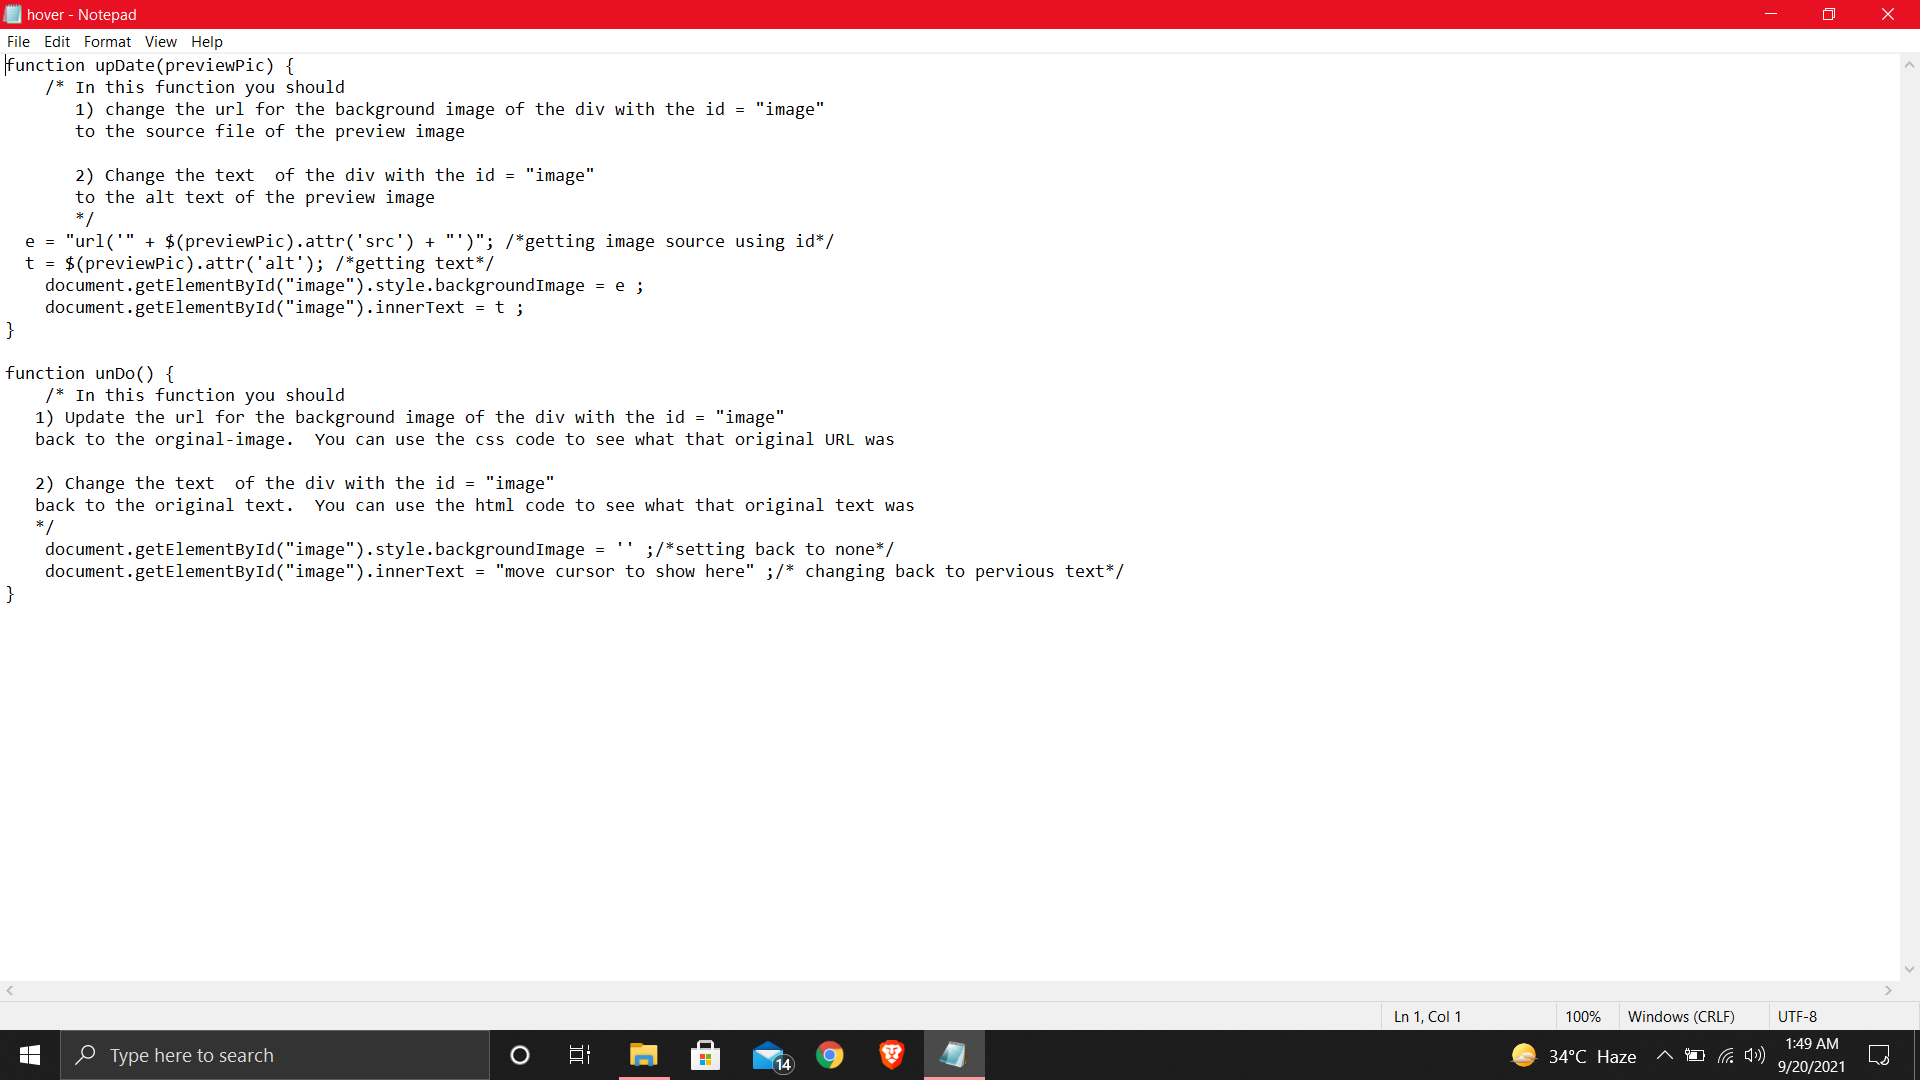 hover - Notepad
File Edit Format View Help
function upDate(previewPic) {
    /* In this function you should
       1) change the url for the background image of the div with the id = "image"
       to the source file of the preview image

       2) Change the text  of the div with the id = "image"
       to the alt text of the preview image
       */
  e = "url('" + $(previewPic).attr('src') + "')"; /*getting image source using id*/
  t = $(previewPic).attr('alt'); /*getting text*/
    document.getElementById("image").style.backgroundImage = e ;
    document.getElementById("image").innerText = t ;
}

function unDo() {
    /* In this function you should
   1) Update the url for the background image of the div with the id = "image"
   back to the orginal-image.  You can use the css code to see what that original URL was

   2) Change the text  of the div with the id = "image"
   back to the original text.  You can use the html code to see what that original text was
   */
    document.getElementById("image").style.backgroundImage = '' ;/*setting back to none*/
    document.getElementById("image").innerText = "move cursor to show here" ;/* changing back to pervious text*/
}
Ln 1, Col 1 100% Windows (CRLF) UTF-8
Type here to search
14
34°C Haze
1:49 AM
9/20/2021